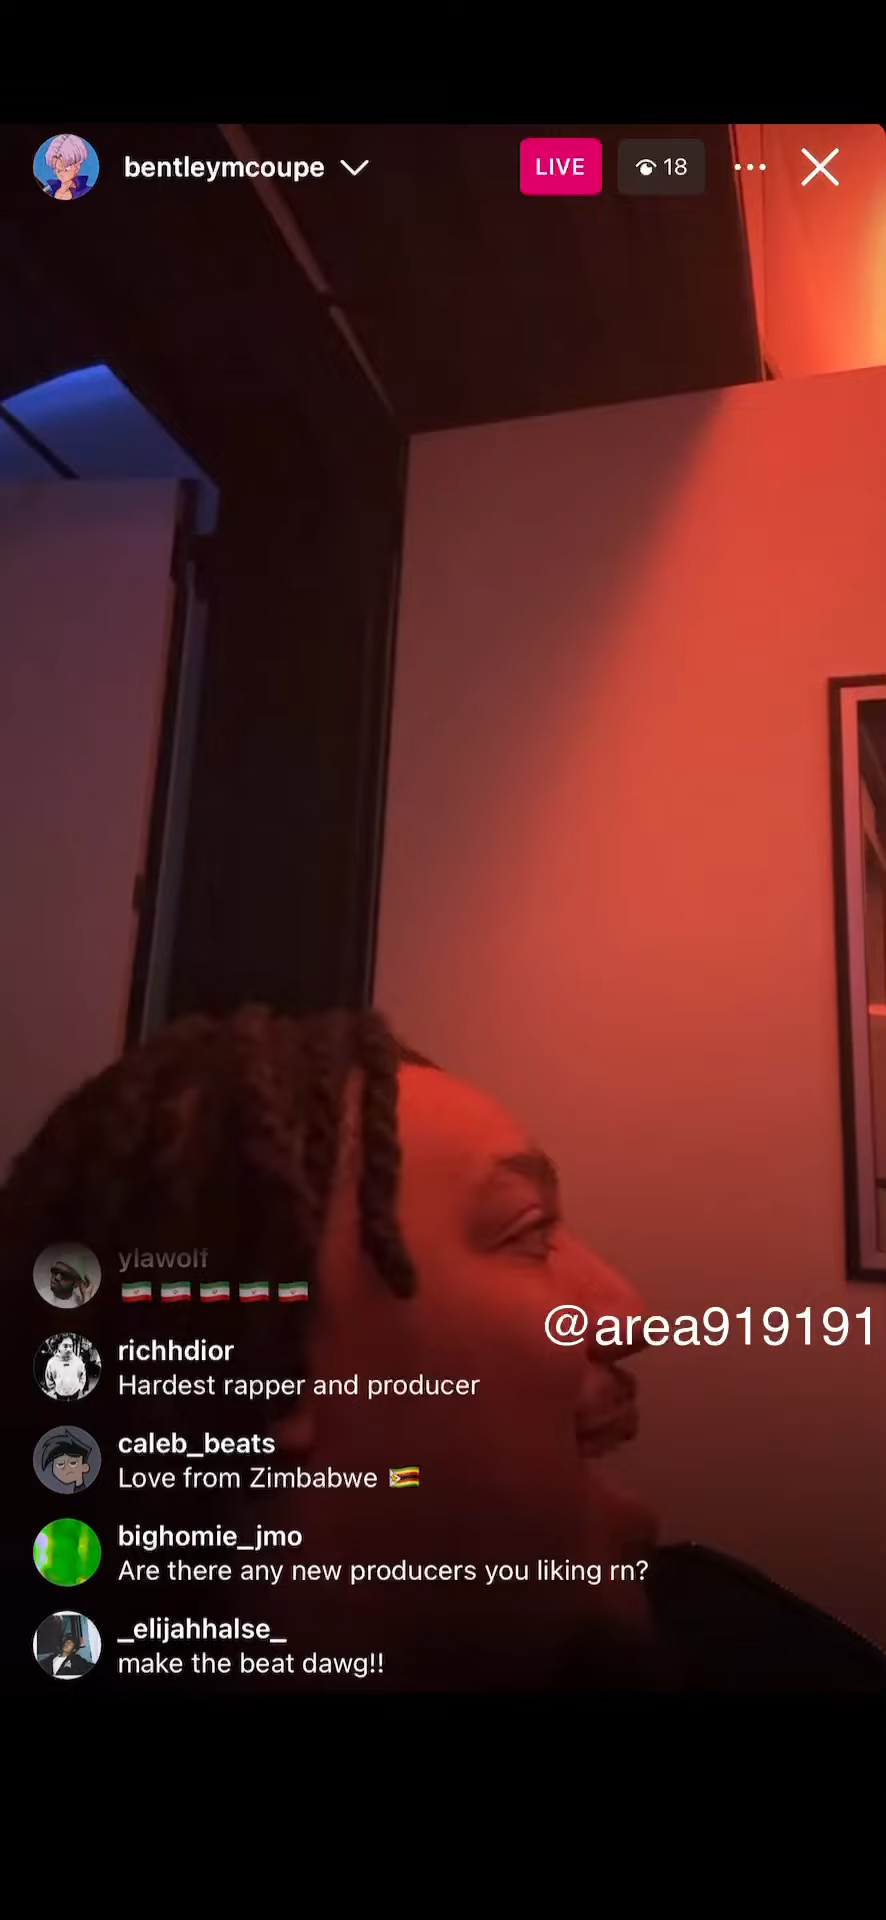 bentleymcoupe
LIVE
18
ylawolf
🇮🇷 🇮🇷 🇮🇷 🇮🇷 🇮🇷
richhdior
Hardest rapper and producer
@area919191
caleb_beats
Love from Zimbabwe 🇿🇼
bighomie_jmo
Are there any new producers you liking rn?
_elijahhalse_
make the beat dawg!!